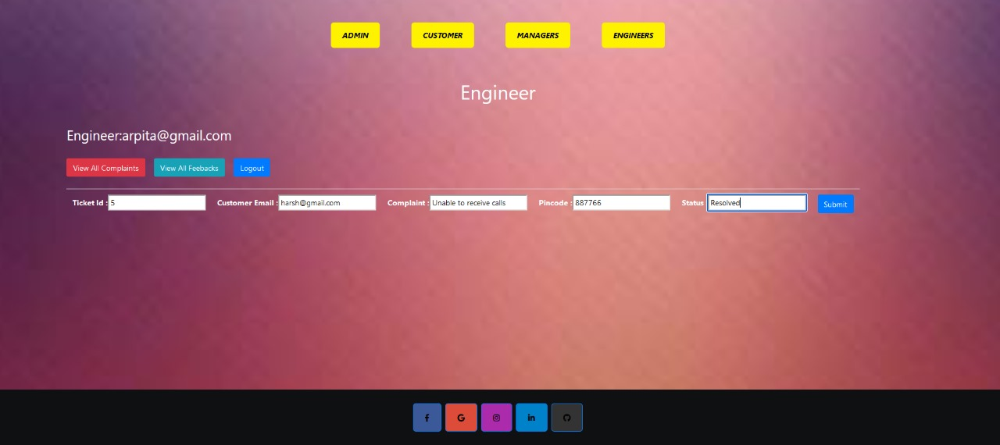 ADMIN CUSTOMER MANAGERS ENGINEERS
Engineer
Engineer:arpita@gmail.com
View All Complaints View All Feebacks Logout
Ticket Id : 5 Customer Email : harsh@gmail.com Complaint : Unable to receive calls Pincode : 887766 Status Resolved Submit